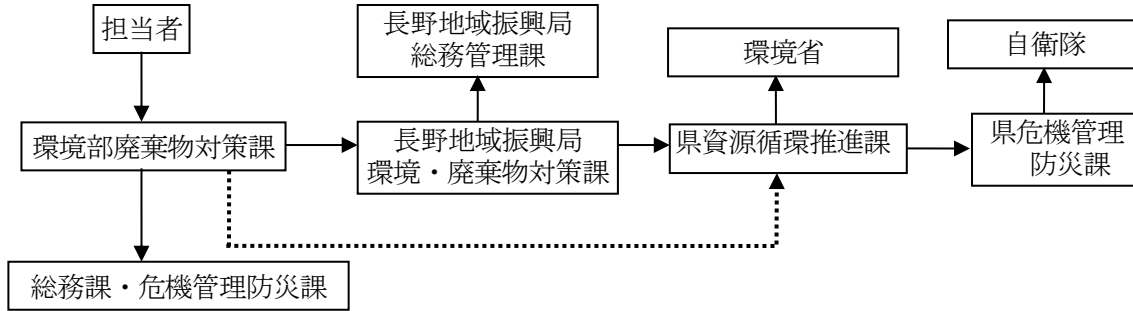 担当者
長野地域振興局
総務管理課
環境省
自衛隊
環境部廃棄物対策課
長野地域振興局
環境・廃棄物対策課
県資源循環推進課
県危機管理
防災課
総務課・危機管理防災課